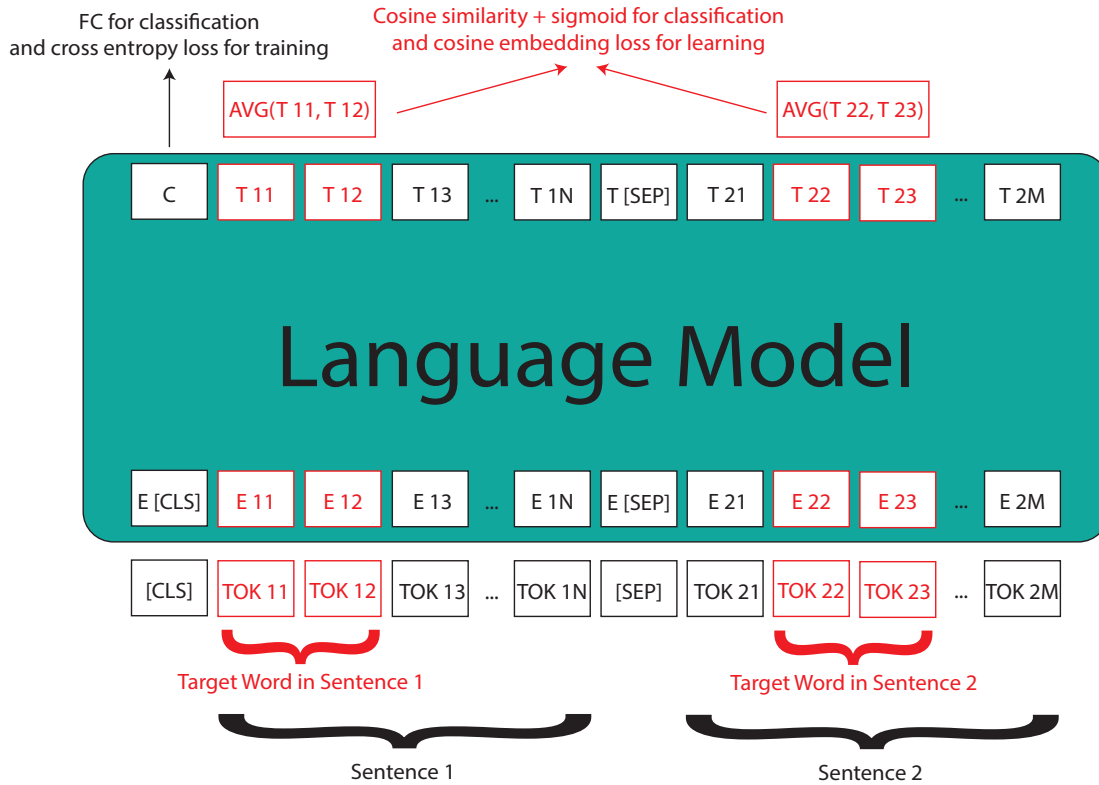 FC for classification
and cross entropy loss for training
Cosine similarity + sigmoid for classification
and cosine embedding loss for learning
AVG(T 11, T 12)
AVG(T 22, T 23)
C T 11 T 12 T 13 ... T 1N T [SEP] T 21 T 22 T 23 ... T 2M
Language Model
E [CLS] E 11 E 12 E 13 ... E 1N E [SEP] E 21 E 22 E 23 ... E 2M
[CLS] TOK 11 TOK 12 TOK 13 ... TOK 1N [SEP] TOK 21 TOK 22 TOK 23 ... TOK 2M
Target Word in Sentence 1
Target Word in Sentence 2
Sentence 1
Sentence 2